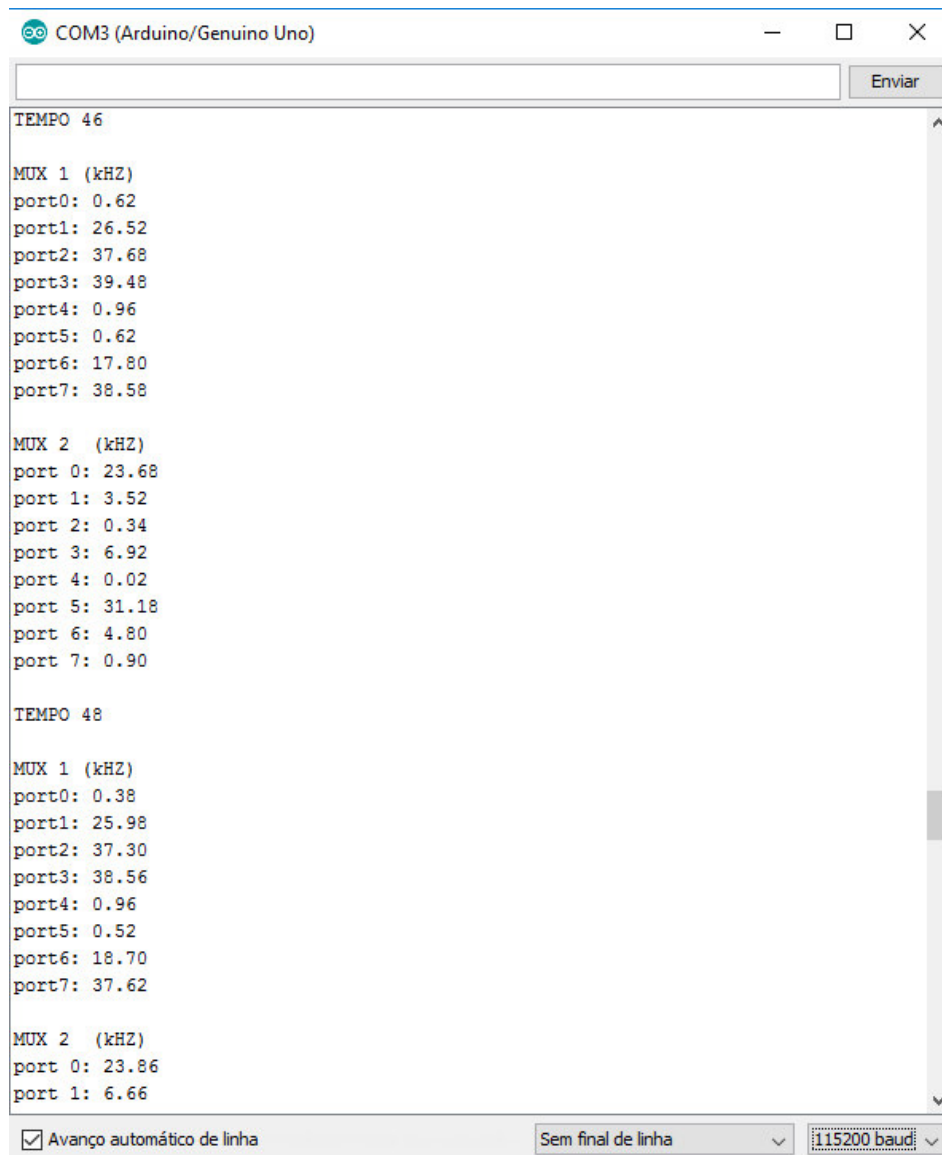 COM3 (Arduino/Genuino Uno)
Enviar
TEMPO 46
MUX 1 (kHZ)
port0: 0.62
port1: 26.52
port2: 37.68
port3: 39.48
port4: 0.96
port5: 0.62
port6: 17.80
port7: 38.58
MUX 2  (kHZ)
port 0: 23.68
port 1: 3.52
port 2: 0.34
port 3: 6.92
port 4: 0.02
port 5: 31.18
port 6: 4.80
port 7: 0.90
TEMPO 48
MUX 1 (kHZ)
port0: 0.38
port1: 25.98
port2: 37.30
port3: 38.56
port4: 0.96
port5: 0.52
port6: 18.70
port7: 37.62
MUX 2  (kHZ)
port 0: 23.86
port 1: 6.66
Avanço automático de linha
Sem final de linha
115200 baud